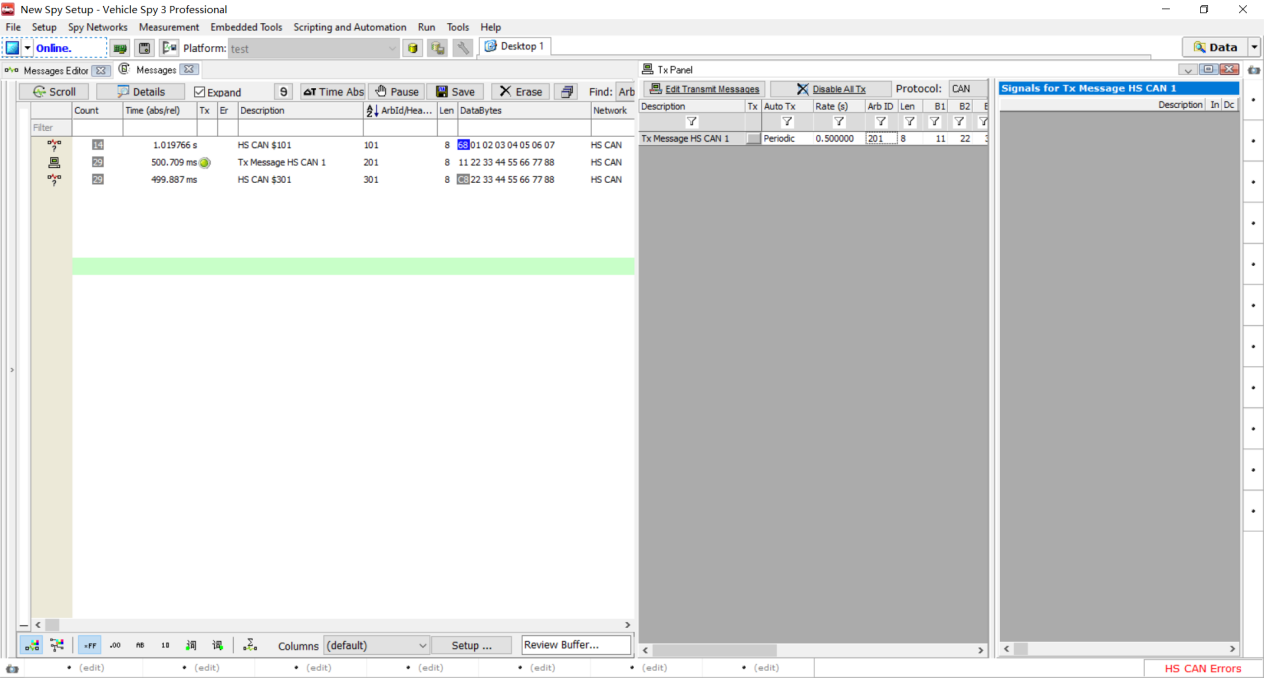 New Spy Setup - Vehicle Spy 3 Professional
File Setup Spy Networks Measurement Embedded Tools Scripting and Automation Run Tools Help
Online. Platform: test Desktop 1 Data
Messages Editor Messages
Scroll Details Expand 9 ΔT Time Abs Pause Save Erase Find: Arb
Count Time (abs/rel) Tx Er Description ArbId/Hea... Len DataBytes Network
Filter
14 1.019766 s HS CAN $101 101 8 68 01 02 03 04 05 06 07 HS CAN
29 500.709 ms Tx Message HS CAN 1 201 8 11 22 33 44 55 66 77 88 HS CAN
29 499.887 ms HS CAN $301 301 8 C8 22 33 44 55 66 77 88 HS CAN
Tx Panel
Edit Transmit Messages Disable All Tx Protocol: CAN
Description Tx Auto Tx Rate (s) Arb ID Len B1 B2
Tx Message HS CAN 1 Periodic 0.500000 201 8 11 22
Signals for Tx Message HS CAN 1
Description In Dc
=FF .00 AB 10 Columns (default) Setup ... Review Buffer...
(edit) (edit) (edit) (edit) (edit) (edit) (edit) HS CAN Errors